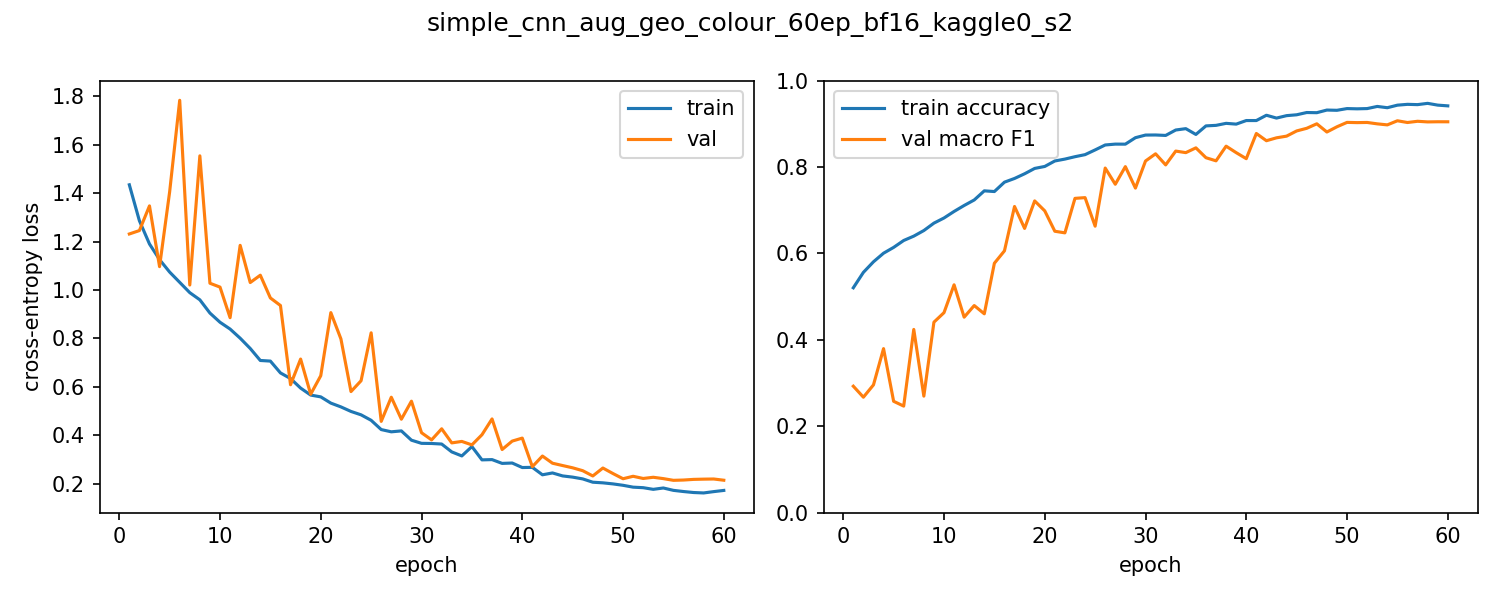 simple_cnn_aug_geo_colour_60ep_bf16_kaggle0_s2
cross-entropy loss
1.8
1.6
1.4
1.2
1.0
0.8
0.6
0.4
0.2
0 10 20 30 40 50 60
epoch
train
val
1.0
0.8
0.6
0.4
0.2
0.0
0 10 20 30 40 50 60
epoch
train accuracy
val macro F1